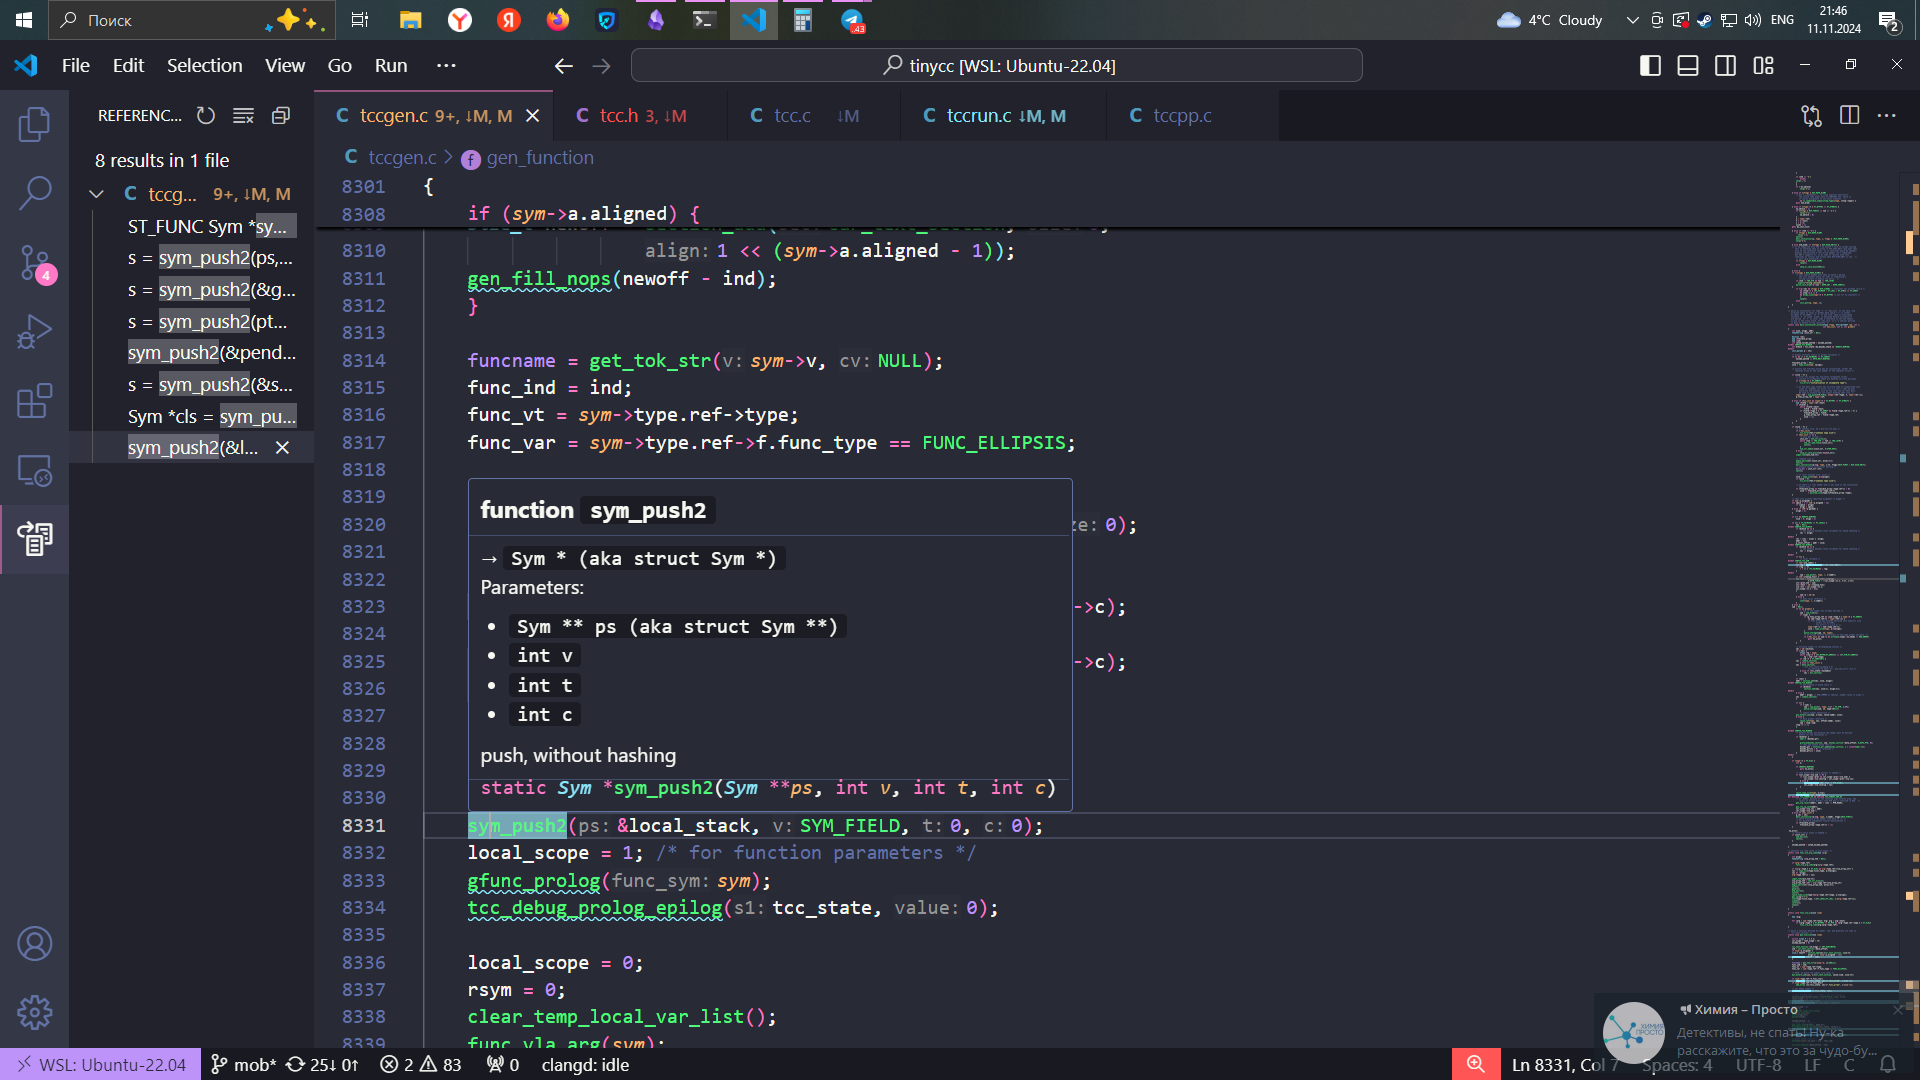 Поиск
43
4°C Cloudy
ENG
21:46
11.11.2024
2
File Edit Selection View Go Run ...
tinycc [WSL: Ubuntu-22.04]
REFERENC...
C tccgen.c 9+, ↓M, M
C tcc.h 3, ↓M
C tcc.c ↓M
C tccrun.c ↓M, M
C tccpp.c
C tccgen.c > f gen_function
8 results in 1 file
C tccg... 9+, ↓M, M
ST_FUNC Sym *sy...
s = sym_push2(ps,...
s = sym_push2(&g...
s = sym_push2(pt...
sym_push2(&pend...
s = sym_push2(&s...
Sym *cls = sym_pu...
sym_push2(&l...
4
8301 {
8308 if (sym->a.aligned) {
8310 align: 1 << (sym->a.aligned - 1));
8311 gen_fill_nops(newoff - ind);
8312 }
8313
8314 funcname = get_tok_str(v: sym->v, cv: NULL);
8315 func_ind = ind;
8316 func_vt = sym->type.ref->type;
8317 func_var = sym->type.ref->f.func_type == FUNC_ELLIPSIS;
8318
8319
8320 ze: 0);
8321
8322
8323 ->c);
8324
8325 ->c);
8326
8327
8328
8329
8330
function sym_push2
→ Sym * (aka struct Sym *)
Parameters:
• Sym ** ps (aka struct Sym **)
• int v
• int t
• int c
push, without hashing
static Sym *sym_push2(Sym **ps, int v, int t, int c)
8331 sym_push2(ps: &local_stack, v: SYM_FIELD, t: 0, c: 0);
8332 local_scope = 1; /* for function parameters */
8333 gfunc_prolog(func_sym: sym);
8334 tcc_debug_prolog_epilog(s1: tcc_state, value: 0);
8335
8336 local_scope = 0;
8337 rsym = 0;
8338 clear_temp_local_var_list();
8339 func_vla_arg(sym);
Химия – Просто
Детективы, не спать! Ну-ка
расскажите, что это за чудо-бу...
ХИМИЯ
ПРОСТО
WSL: Ubuntu-22.04 mob* 25↓ 0↑ 2 83 0 clangd: idle
Ln 8331, Col 7 Spaces: 4 UTF-8 LF C